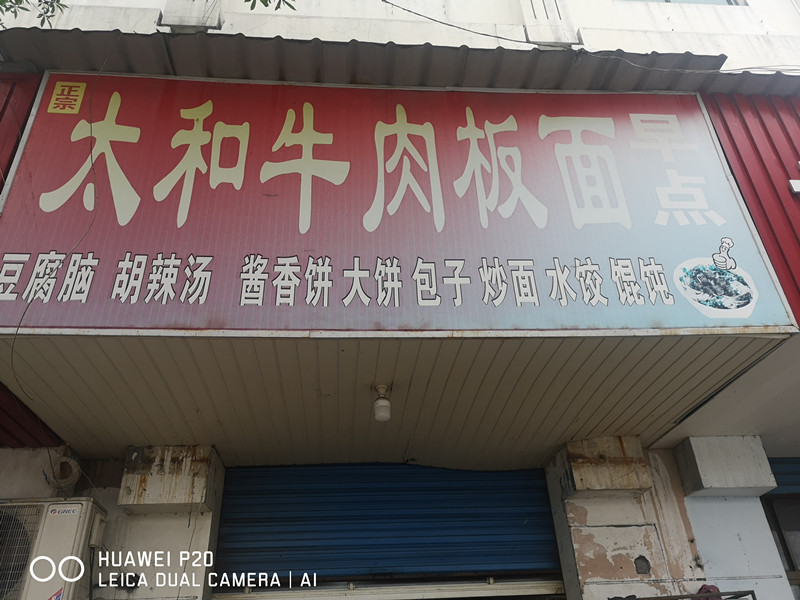 正宗
太和牛肉板面 早点
豆腐脑 胡辣汤 酱香饼 大饼 包子 炒面 水饺 馄饨
GREE
HUAWEI P20
LEICA DUAL CAMERA | AI